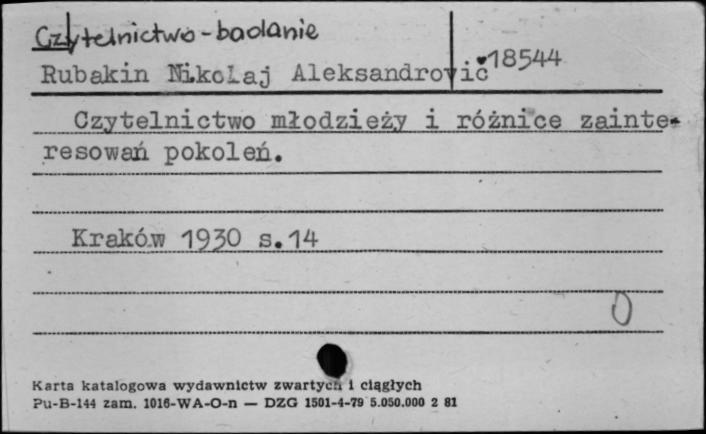 Czytelnictwo-badanie
18544
Rubakin Nikolaj Aleksandrovic
Czytelnictwo młodzieży i różnice zainte-
resowań pokoleń.
Kraków 1930 s.14
0
Karta katalogowa wydawnictw zwartych i ciągłych
Pu-B-144 zam. 1016-WA-O-n — DZG 1501-4-79 5.050.000 2 81